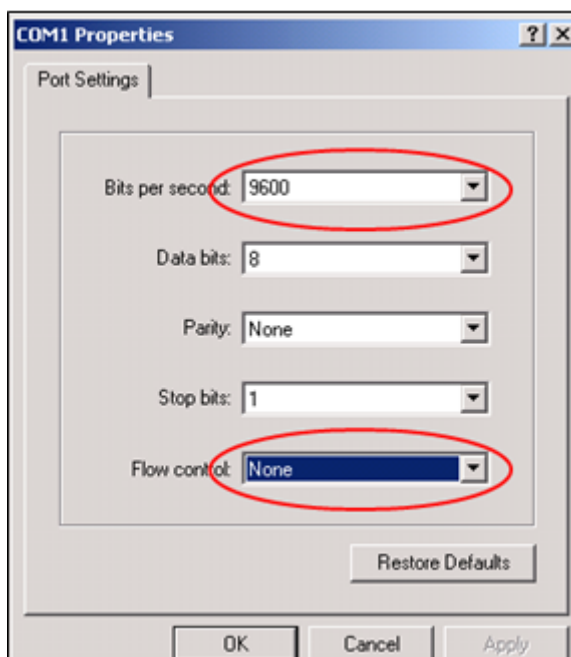 COM1 Properties
Port Settings
Bits per second: 9600
Data bits: 8
Parity: None
Stop bits: 1
Flow control: None
Restore Defaults
OK Cancel Apply